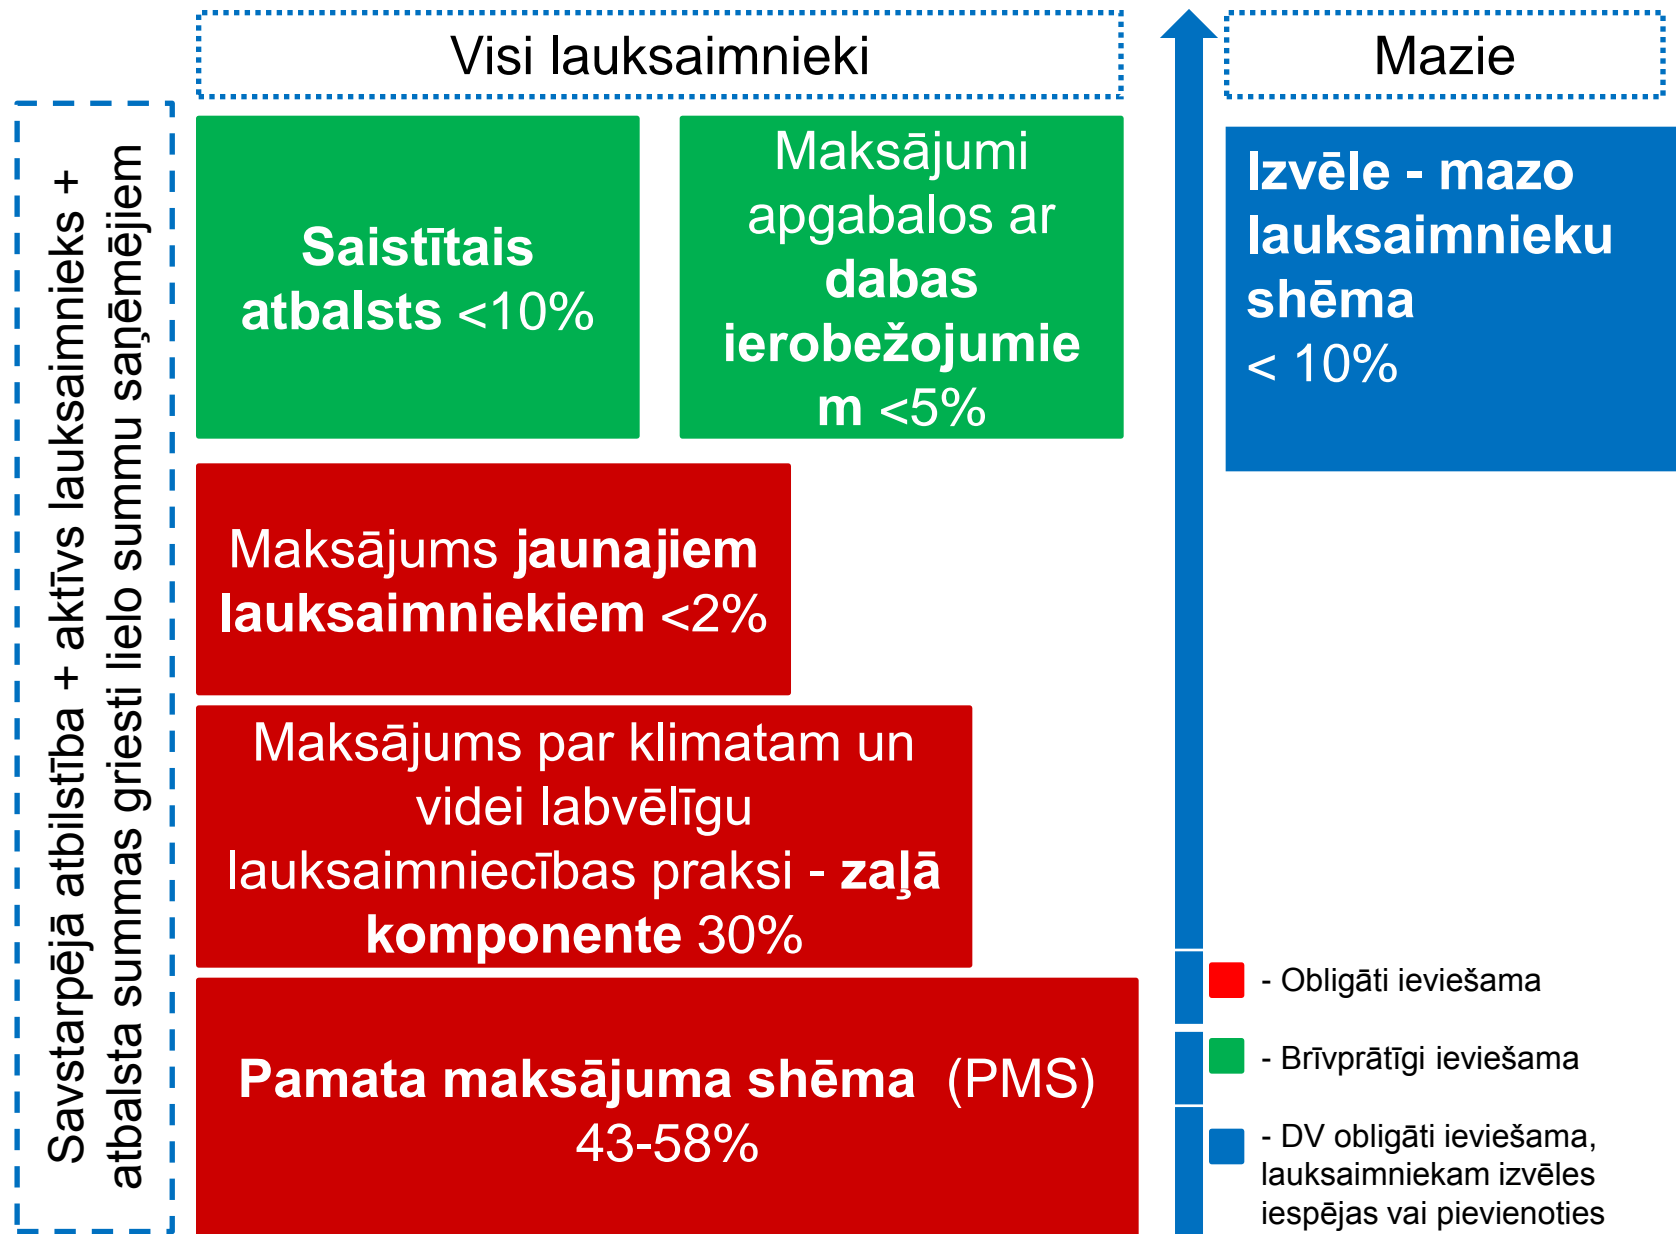 Visi lauksaimnieki
Mazie
Savstarpējā atbilstība + aktīvs lauksaimnieks +
atbalsta summas griesti lielo summu saņēmējiem
Saistītais
atbalsts <10%
Maksājumi
apgabalos ar
dabas
ierobežojumie
m <5%
Izvēle - mazo
lauksaimnieku
shēma
< 10%
Maksājums jaunajiem
lauksaimniekiem <2%
Maksājums par klimatam un
videi labvēlīgu
lauksaimniecības praksi - zaļā
komponente 30%
Pamata maksājuma shēma (PMS)
43-58%
- Obligāti ieviešama
- Brīvprātīgi ieviešama
- DV obligāti ieviešama,
lauksaimniekam izvēles
iespējas vai pievienoties